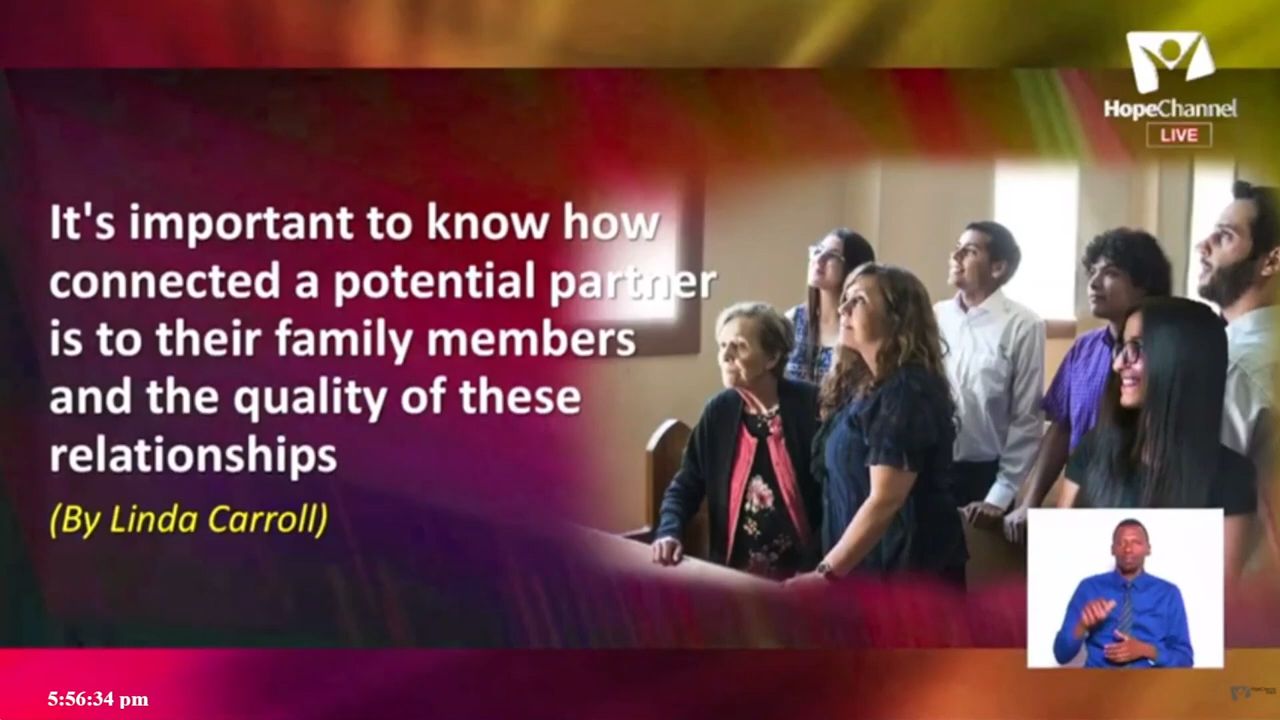 HopeChannel
LIVE
It's important to know how
connected a potential partner
is to their family members
and the quality of these
relationships
(By Linda Carroll)
5:56:34 pm